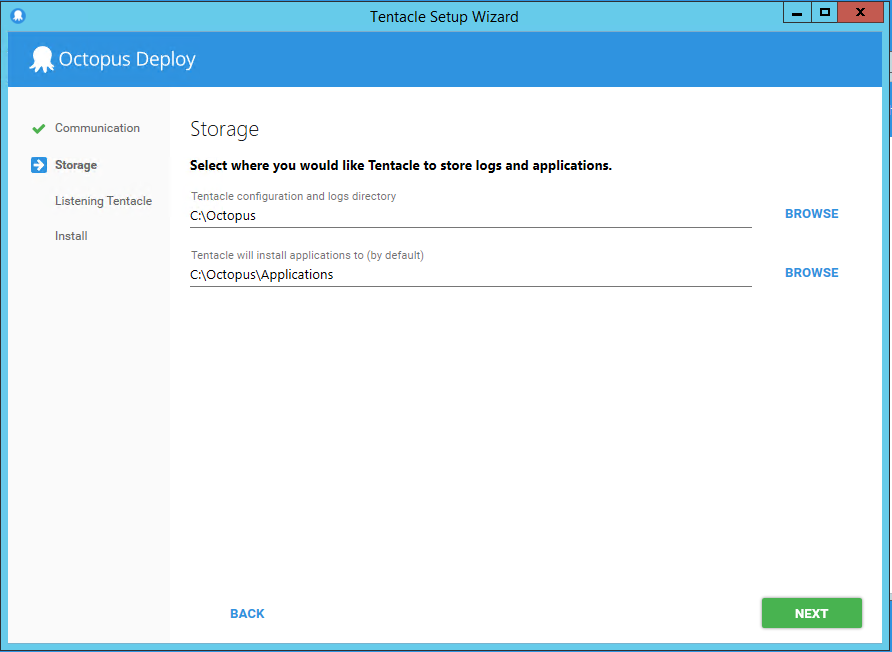 Tentacle Setup Wizard
Octopus Deploy
Communication
Storage
Listening Tentacle
Install
Storage
Select where you would like Tentacle to store logs and applications.
Tentacle configuration and logs directory
C:\Octopus
BROWSE
Tentacle will install applications to (by default)
C:\Octopus\Applications
BROWSE
BACK
NEXT